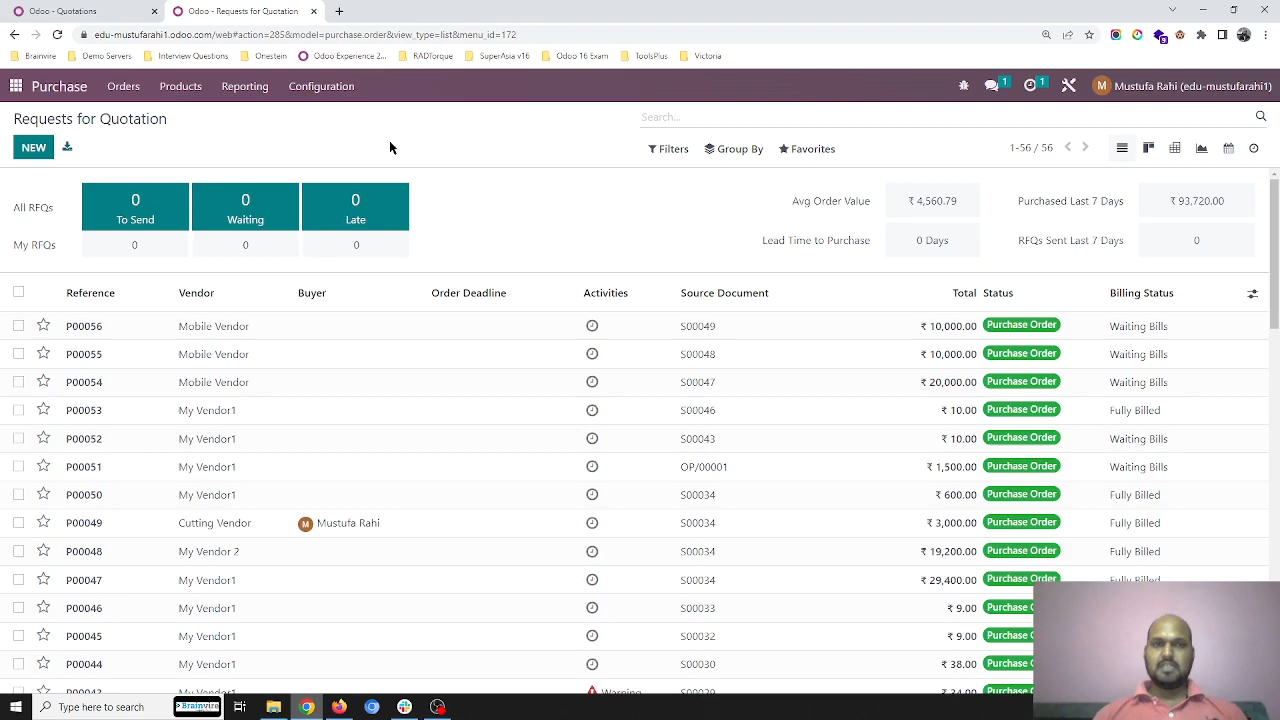 Odoo - Quotations
Odoo - Requests for Quotation
edu-mustufarahi1.odoo.com/web#action=285&model=purchase.order&view_type=list&menu_id=172
Brainvire
Demo Servers
Interview Questions
Onestein
Odoo Experience 2...
RADTorque
SuperAsia v16
Odoo 16 Exam
ToolsPlus
Victoria
Purchase Orders Products Reporting Configuration
1 1 M Mustufa Rahi (edu-mustufarahi1)
Requests for Quotation
Search...
NEW
Filters Group By Favorites 1-56 / 56
All RFQs 0 To Send 0 Waiting 0 Late
My RFQs 0 0 0
Avg Order Value ₹ 4,560.79 Purchased Last 7 Days ₹ 93,720.00
Lead Time to Purchase 0 Days RFQs Sent Last 7 Days 0
Reference Vendor Buyer Order Deadline Activities Source Document Total Status Billing Status
P00056 Mobile Vendor S00049 ₹ 10,000.00 Purchase Order Waiting Bills
P00055 Mobile Vendor S00048 ₹ 10,000.00 Purchase Order Waiting Bills
P00054 Mobile Vendor S00047 ₹ 20,000.00 Purchase Order Waiting Bills
P00053 My Vendor1 S00046 ₹ 10.00 Purchase Order Fully Billed
P00052 My Vendor1 S00043 ₹ 10.00 Purchase Order Waiting Bills
P00051 My Vendor1 OP/00001 ₹ 1,500.00 Purchase Order Waiting Bills
P00050 My Vendor1 S00034 ₹ 600.00 Purchase Order Fully Billed
P00049 Cutting Vendor M Mustufa Rahi S00034 ₹ 3,000.00 Purchase Order Fully Billed
P00048 My Vendor 2 S00034 ₹ 19,200.00 Purchase Order Fully Billed
P00047 My Vendor1 S00034 ₹ 29,400.00 Purchase Order Fully Billed
P00046 My Vendor1 S00033 ₹ 9.00 Purchase
P00045 My Vendor1 S00032 ₹ 9.00 Purchase
P00044 My Vendor1 S00030 ₹ 38.00 Purchase
My Vendor1 Warning Purchase
Type here to search
Brainvire